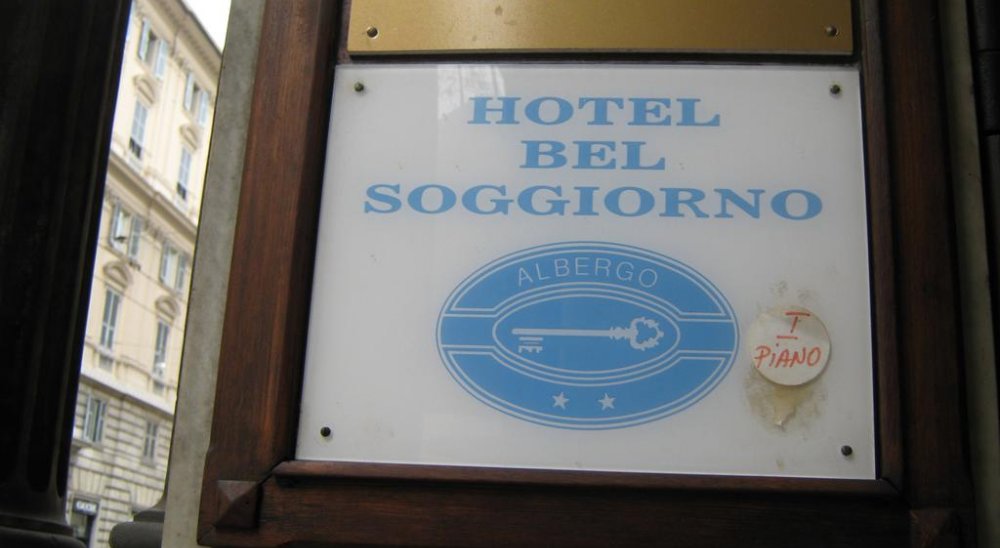 HOTEL
BEL
SOGGIORNO
ALBERGO
I
PiANO